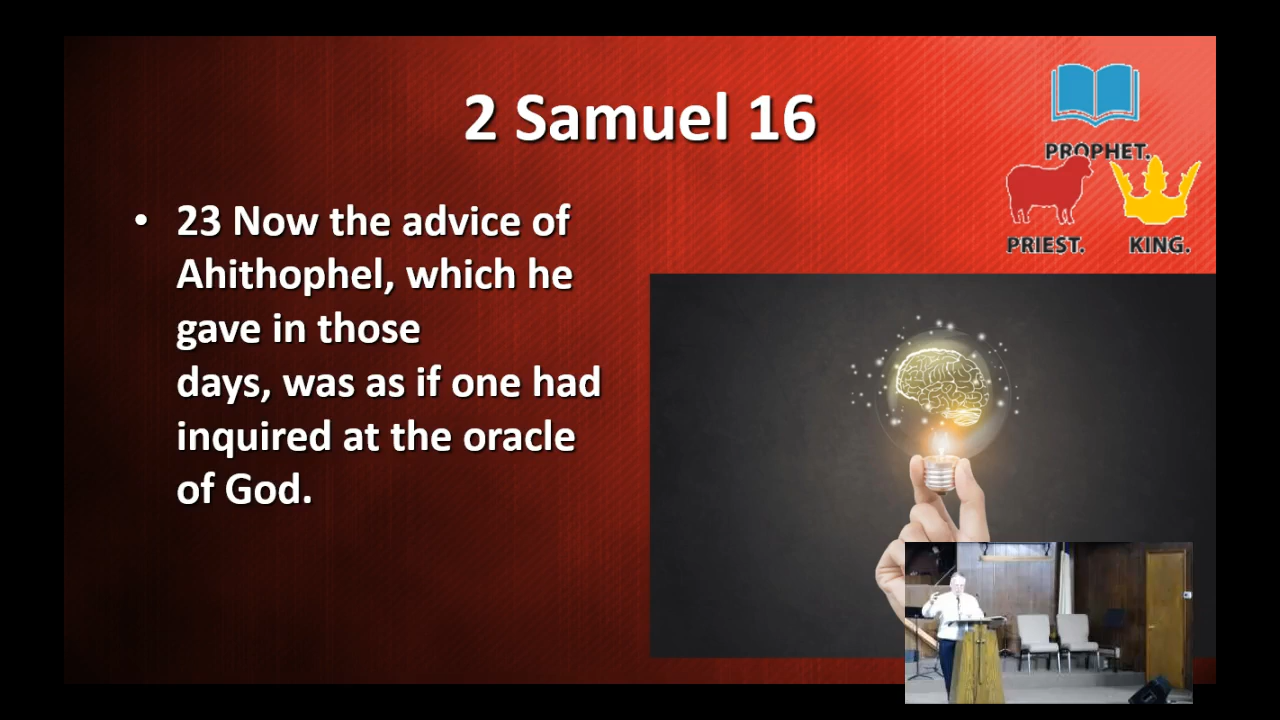 2 Samuel 16
PROPHET.
PRIEST. KING.
• 23 Now the advice of
Ahithophel, which he
gave in those
days, was as if one had
inquired at the oracle
of God.